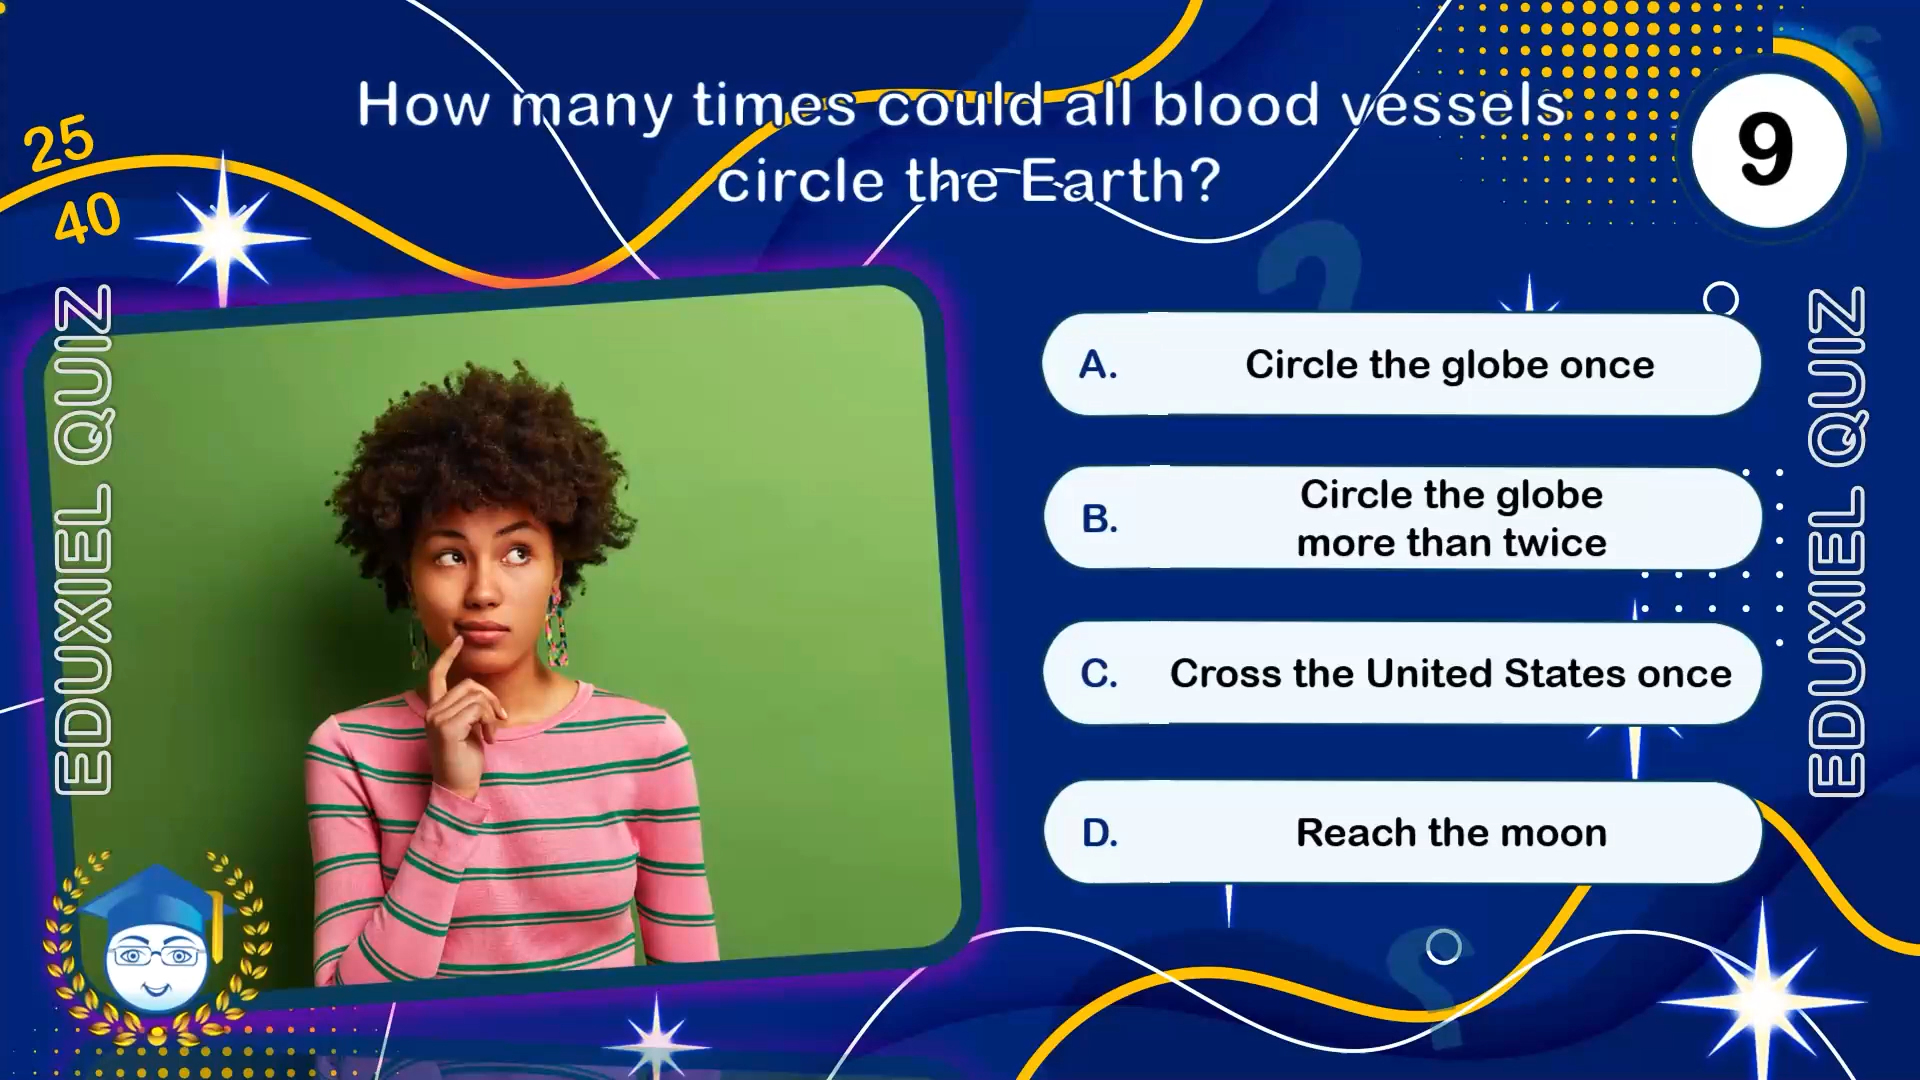 How many times could all blood vessels
circle the Earth?
9
25
40
EDUXIEL QUIZ
A. Circle the globe once
B. Circle the globe
more than twice
C. Cross the United States once
D. Reach the moon
EDUXIEL QUIZ